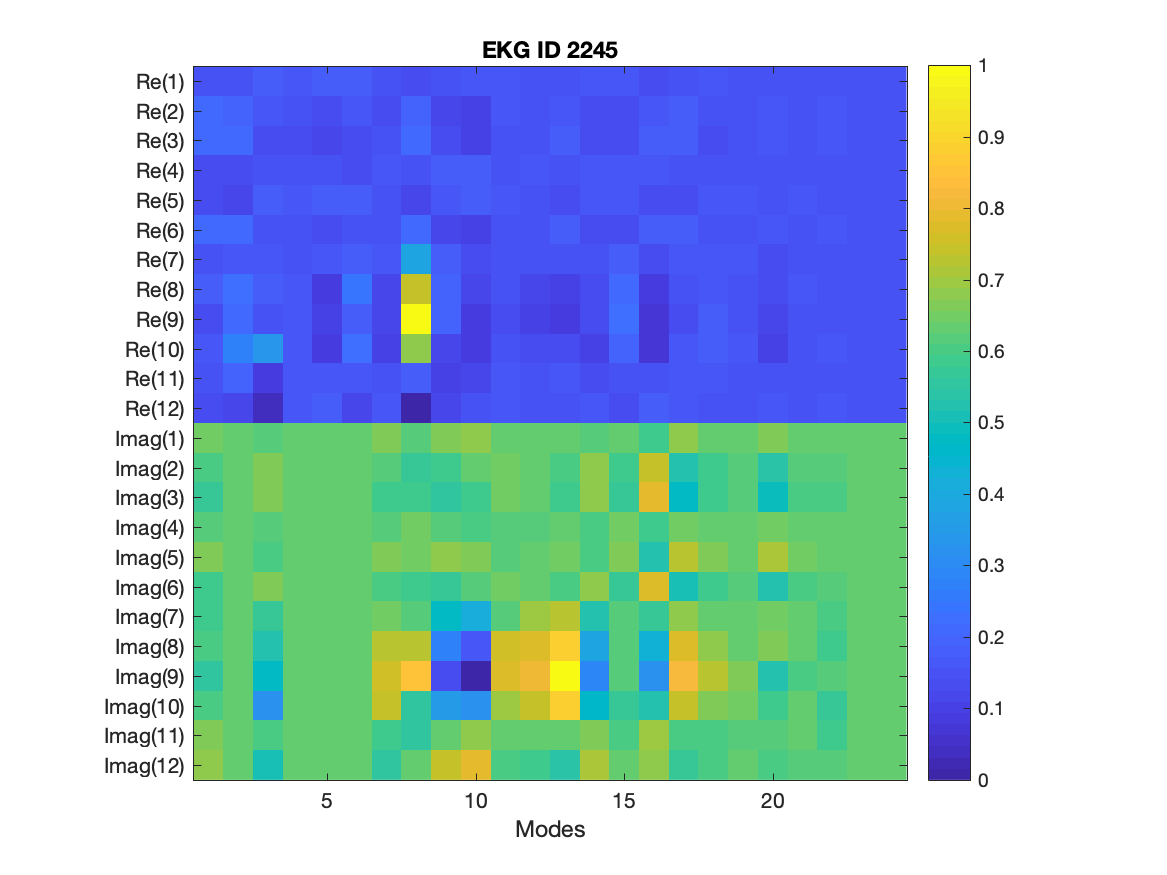 EKG ID 2245
Re(1)
Re(2)
Re(3)
Re(4)
Re(5)
Re(6)
Re(7)
Re(8)
Re(9)
Re(10)
Re(11)
Re(12)
Imag(1)
Imag(2)
Imag(3)
Imag(4)
Imag(5)
Imag(6)
Imag(7)
Imag(8)
Imag(9)
Imag(10)
Imag(11)
Imag(12)
5 10 15 20
Modes
1
0.9
0.8
0.7
0.6
0.5
0.4
0.3
0.2
0.1
0